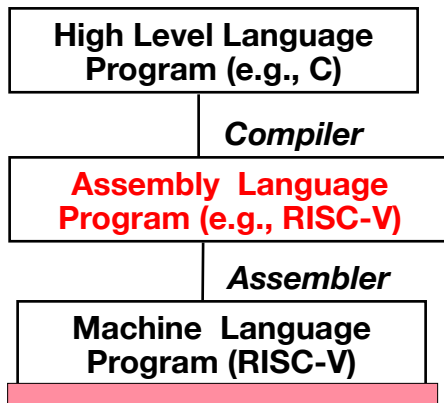 High Level Language
Program (e.g., C)
Compiler
Assembly Language
Program (e.g., RISC-V)
Assembler
Machine Language
Program (RISC-V)